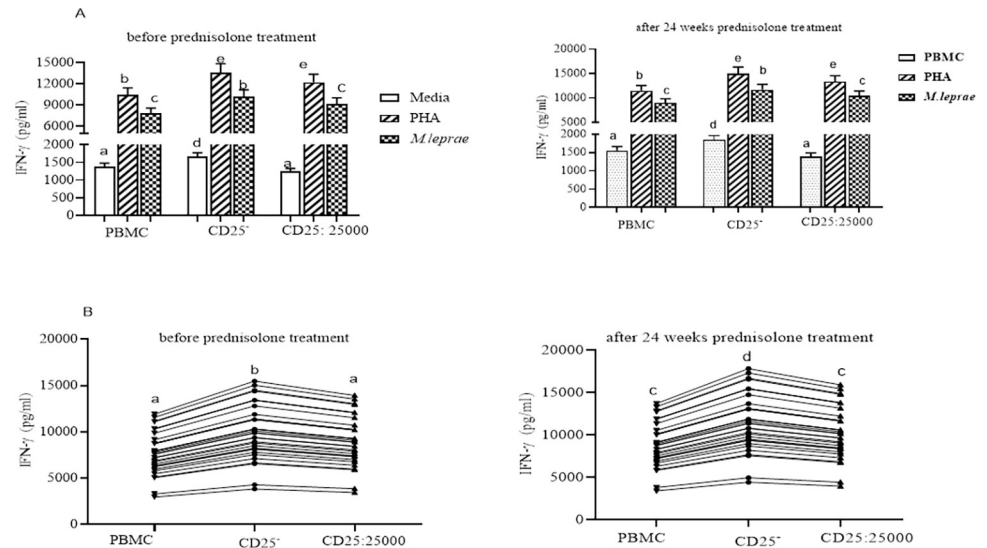 A
before prednisolone treatment
IFN-γ (pg/ml)
15000
12000
9000
6000
2000
1500
1000
500
0
a b c
d e b
a e c
PBMC CD25⁻ CD25: 25000
Media
PHA
M.leprae
after 24 weeks prednisolone treatment
IFN-γ (pg/ml)
20000
15000
10000
5000
2000
1500
1000
500
0
a b c
d e b
a e c
PBMC CD25⁻ CD25:25000
PBMC
PHA
M.leprae
B
before prednisolone treatment
IFN-γ (pg/ml)
20000
15000
10000
5000
0
a b a
PBMC CD25⁻ CD25:25000
after 24 weeks prednisolone treatment
IFN-γ (pg/ml)
20000
15000
10000
5000
0
c d c
PBMC CD25⁻ CD25:25000